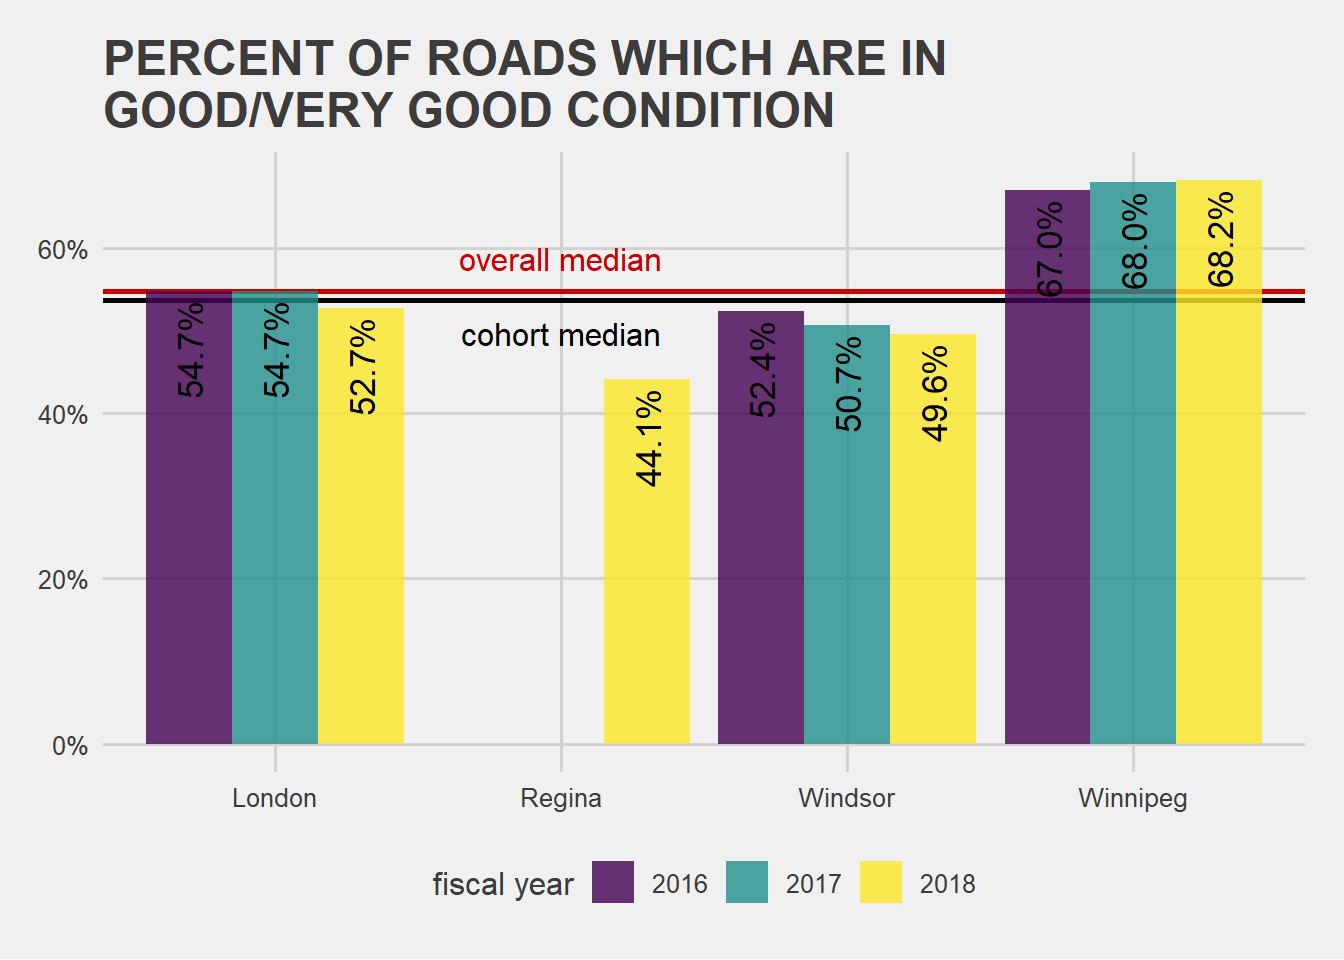 PERCENT OF ROADS WHICH ARE IN
GOOD/VERY GOOD CONDITION
60%
40%
20%
0%
overall median
cohort median
54.7%
54.7%
52.7%
44.1%
52.4%
50.7%
49.6%
67.0%
68.0%
68.2%
London
Regina
Windsor
Winnipeg
fiscal year
2016
2017
2018